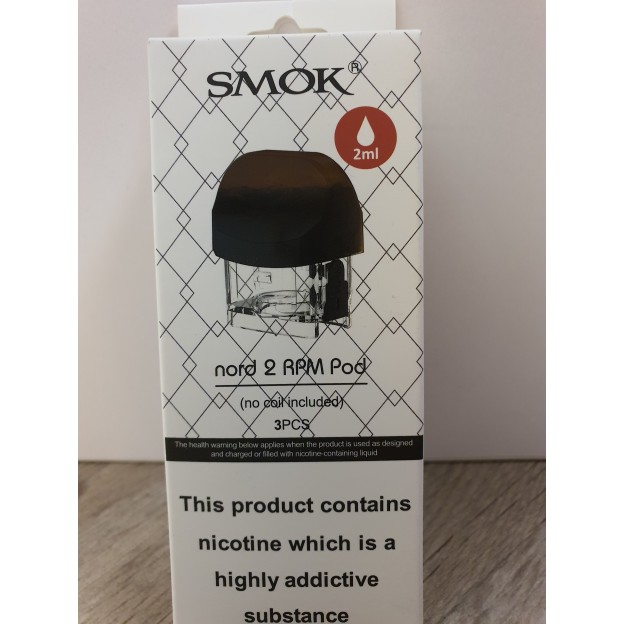 SMOK®
2ml
nord 2 RPM Pod
(no coil included)
3PCS
The health warning below applies when the product is used as designed
and charged or filled with nicotine-containing liquid
This product contains
nicotine which is a
highly addictive
substance